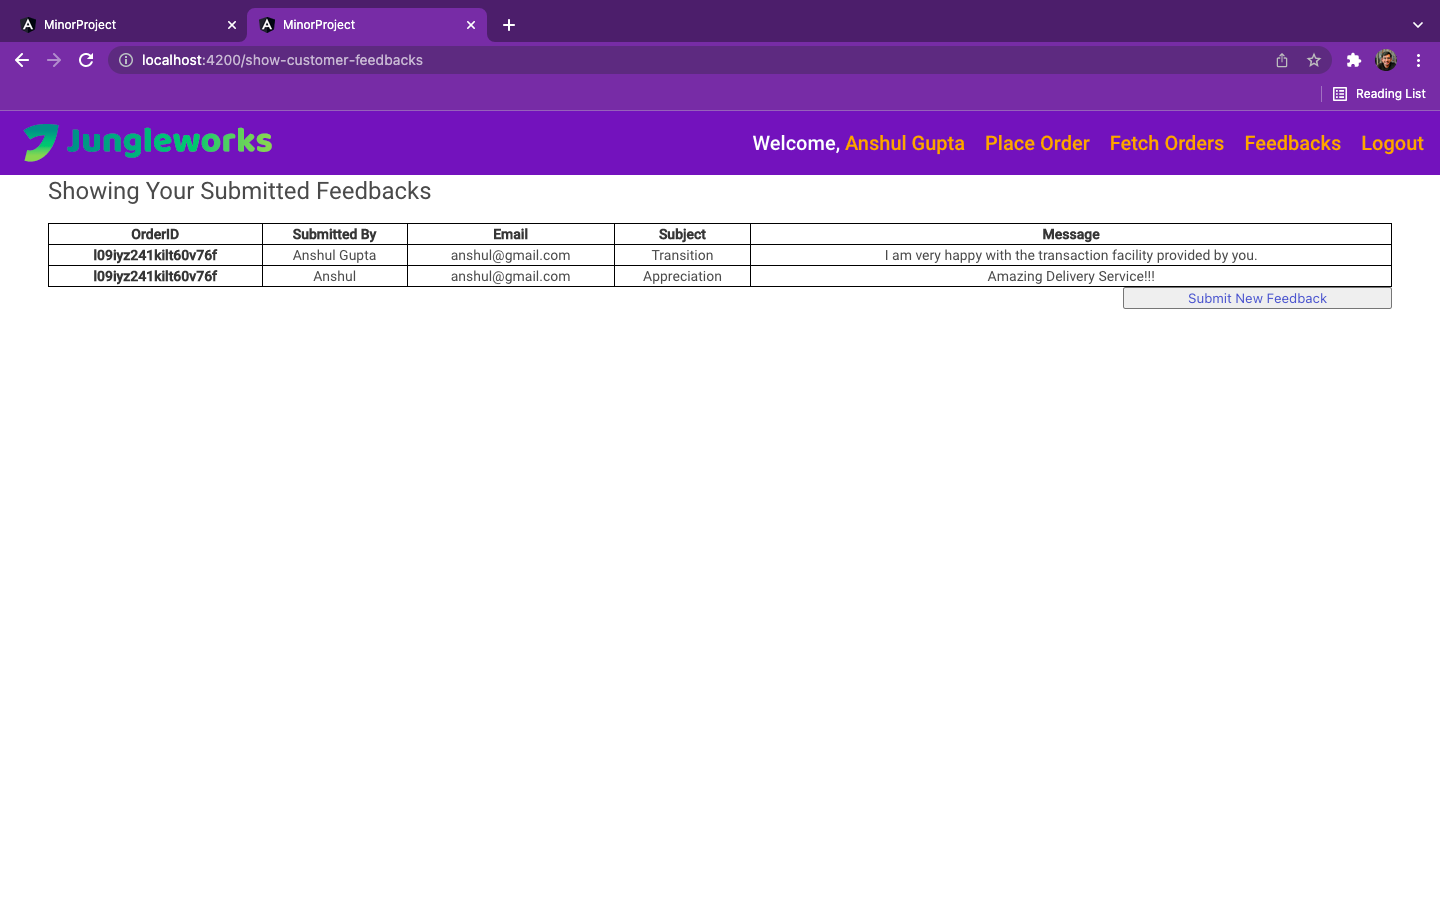 MinorProject
MinorProject
localhost:4200/show-customer-feedbacks
Reading List
Jungleworks
Welcome, Anshul Gupta Place Order Fetch Orders Feedbacks Logout
Showing Your Submitted Feedbacks
OrderID Submitted By Email Subject Message
l09iyz241kilt60v76f Anshul Gupta anshul@gmail.com Transition I am very happy with the transaction facility provided by you.
l09iyz241kilt60v76f Anshul anshul@gmail.com Appreciation Amazing Delivery Service!!!
Submit New Feedback